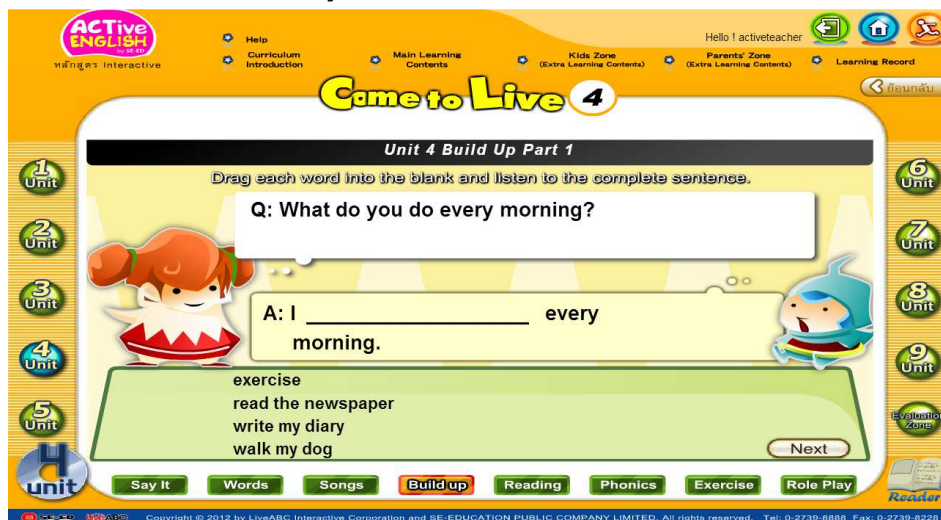 ACTive
ENGLISH
by SE-ED
หลักสูตร Interactive
Help
Curriculum
Introduction
Main Learning
Contents
Kids Zone
(Extra Learning Contents)
Hello ! activeteacher
Parents' Zone
(Extra Learning Contents)
Learning Record
ย้อนกลับ
Come to Live 4
Unit 4 Build Up Part 1
Drag each word into the blank and listen to the complete sentence.
1 Unit
2 Unit
3 Unit
4 Unit
5 Unit
Q: What do you do every morning?
A: I ____________________ every
morning.
exercise
read the newspaper
write my diary
walk my dog
Next
6 Unit
7 Unit
8 Unit
9 Unit
Evaluation
Zone
4
unit
Say It
Words
Songs
Build up
Reading
Phonics
Exercise
Role Play
Reader
SE-ED
LiveABC
Copyright © 2012 by LiveABC Interactive Corporation and SE-EDUCATION PUBLIC COMPANY LIMITED. All rights reserved. Tel: 0-2739-8888 Fax: 0-2739-8228